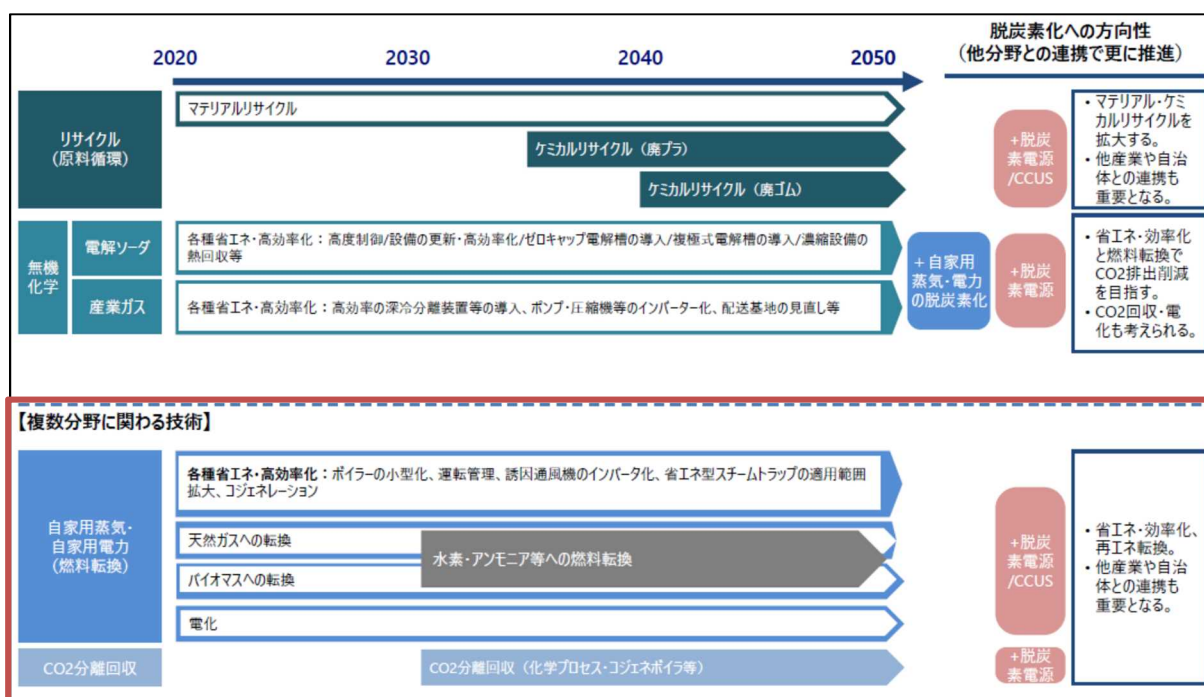 脱炭素化への方向性
(他分野との連携で更に推進)
2020
2030
2040
2050
リサイクル
(原料循環)
マテリアルリサイクル
ケミカルリサイクル(廃プラ)
ケミカルリサイクル(廃ゴム)
+脱炭
素電源
/CCUS
・マテリアル・ケミ
カルリサイクルを
拡大する。
・他産業や自治
体との連携も
重要となる。
無機
化学
電解ソーダ
各種省エネ・高効率化:高度制御/設備の更新・高効率化/ゼロギャップ電解槽の導入/複極式電解槽の導入/濃縮設備の
熱回収等
産業ガス
各種省エネ・高効率化:高効率の深冷分離装置等の導入、ポンプ・圧縮機等のインバーター化、配送基地の見直し等
+自家用
蒸気・電力
の脱炭素化
+脱炭
素電源
・省エネ・効率化
と燃料転換で
CO2排出削減
を目指す。
・CO2回収・電
化も考えられる。
【複数分野に関わる技術】
自家用蒸気・
自家用電力
(燃料転換)
各種省エネ・高効率化:ボイラーの小型化、運転管理、誘因通風機のインバータ化、省エネ型スチームトラップの適用範囲
拡大、コジェネレーション
天然ガスへの転換
水素・アンモニア等への燃料転換
バイオマスへの転換
電化
+脱炭
素電源
/CCUS
・省エネ・効率化、
再エネ転換。
・他産業や自治
体との連携も
重要となる。
CO2分離回収
CO2分離回収(化学プロセス・コジェネボイラ等)
+脱炭
素電源